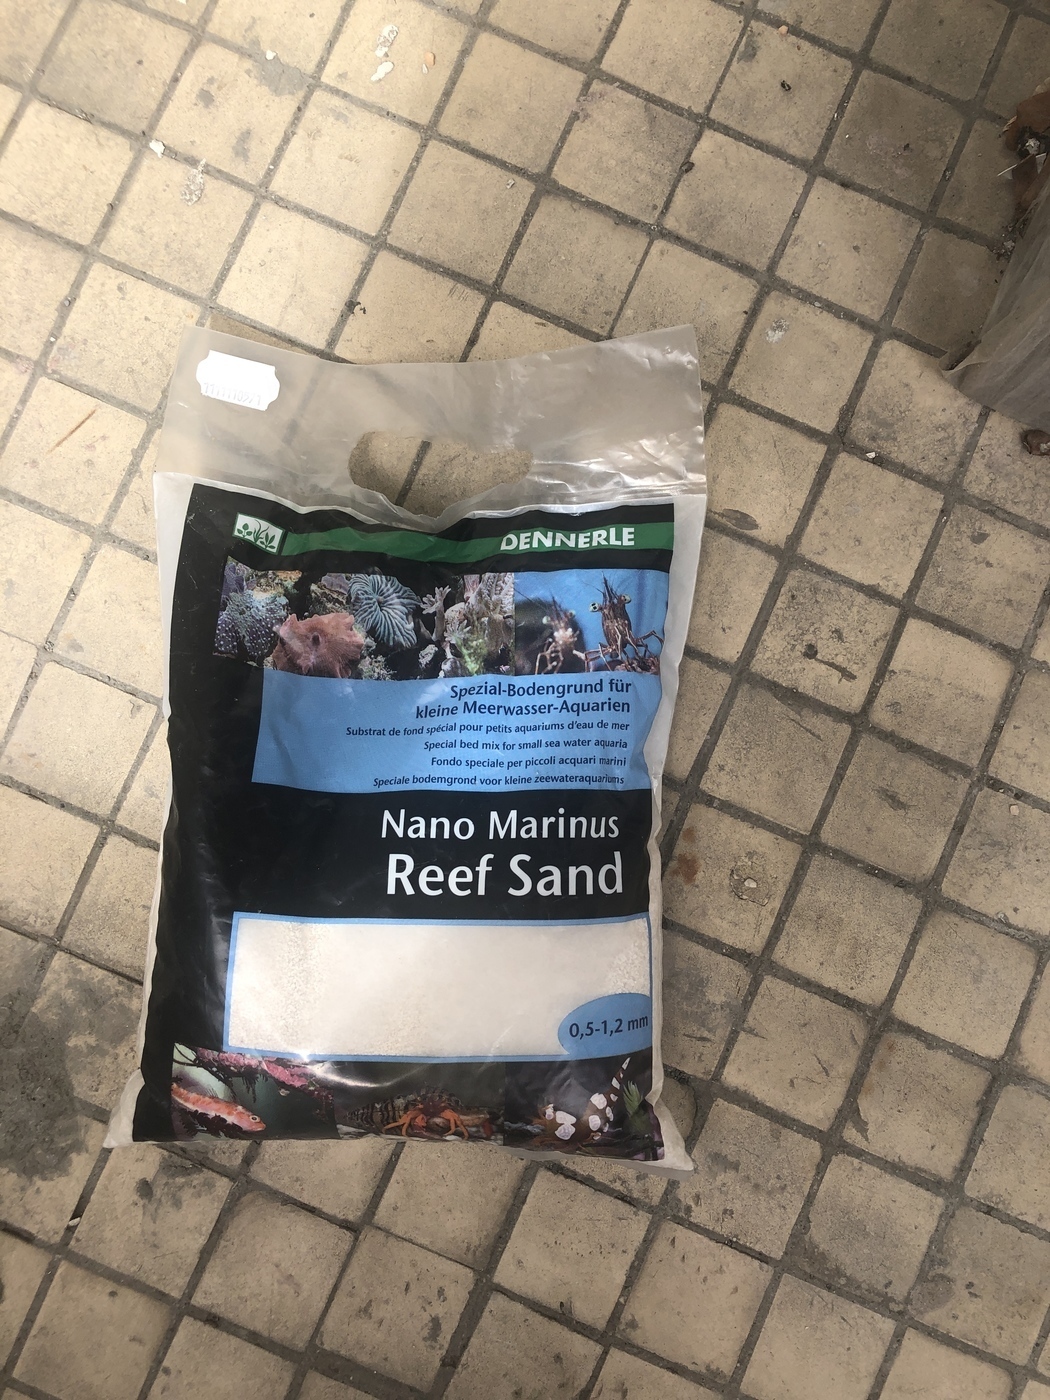 DENNERLE
Spezial-Bodengrund für
kleine Meerwasser-Aquarien
Substrat de fond spécial pour petits aquariums d'eau de mer
Special bed mix for small sea water aquaria
Fondo speciale per piccoli acquari marini
Speciale bodemgrond voor kleine zeewateraquariums
Nano Marinus
Reef Sand
0,5-1,2 mm